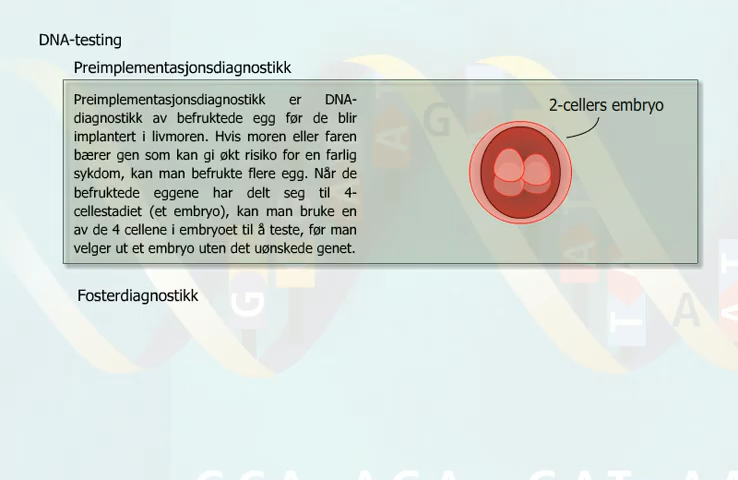 DNA-testing
Preimplementasjonsdiagnostikk
Preimplementasjonsdiagnostikk er DNA-
diagnostikk av befruktede egg før de blir
implantert i livmoren. Hvis moren eller faren
bærer gen som kan gi økt risiko for en farlig
sykdom, kan man befrukte flere egg. Når de
befruktede eggene har delt seg til 4-
cellestadiet (et embryo), kan man bruke en
av de 4 cellene i embryoet til å teste, før man
velger ut et embryo uten det uønskede genet.
2-cellers embryo
Fosterdiagnostikk
A
G
A
G
T
A